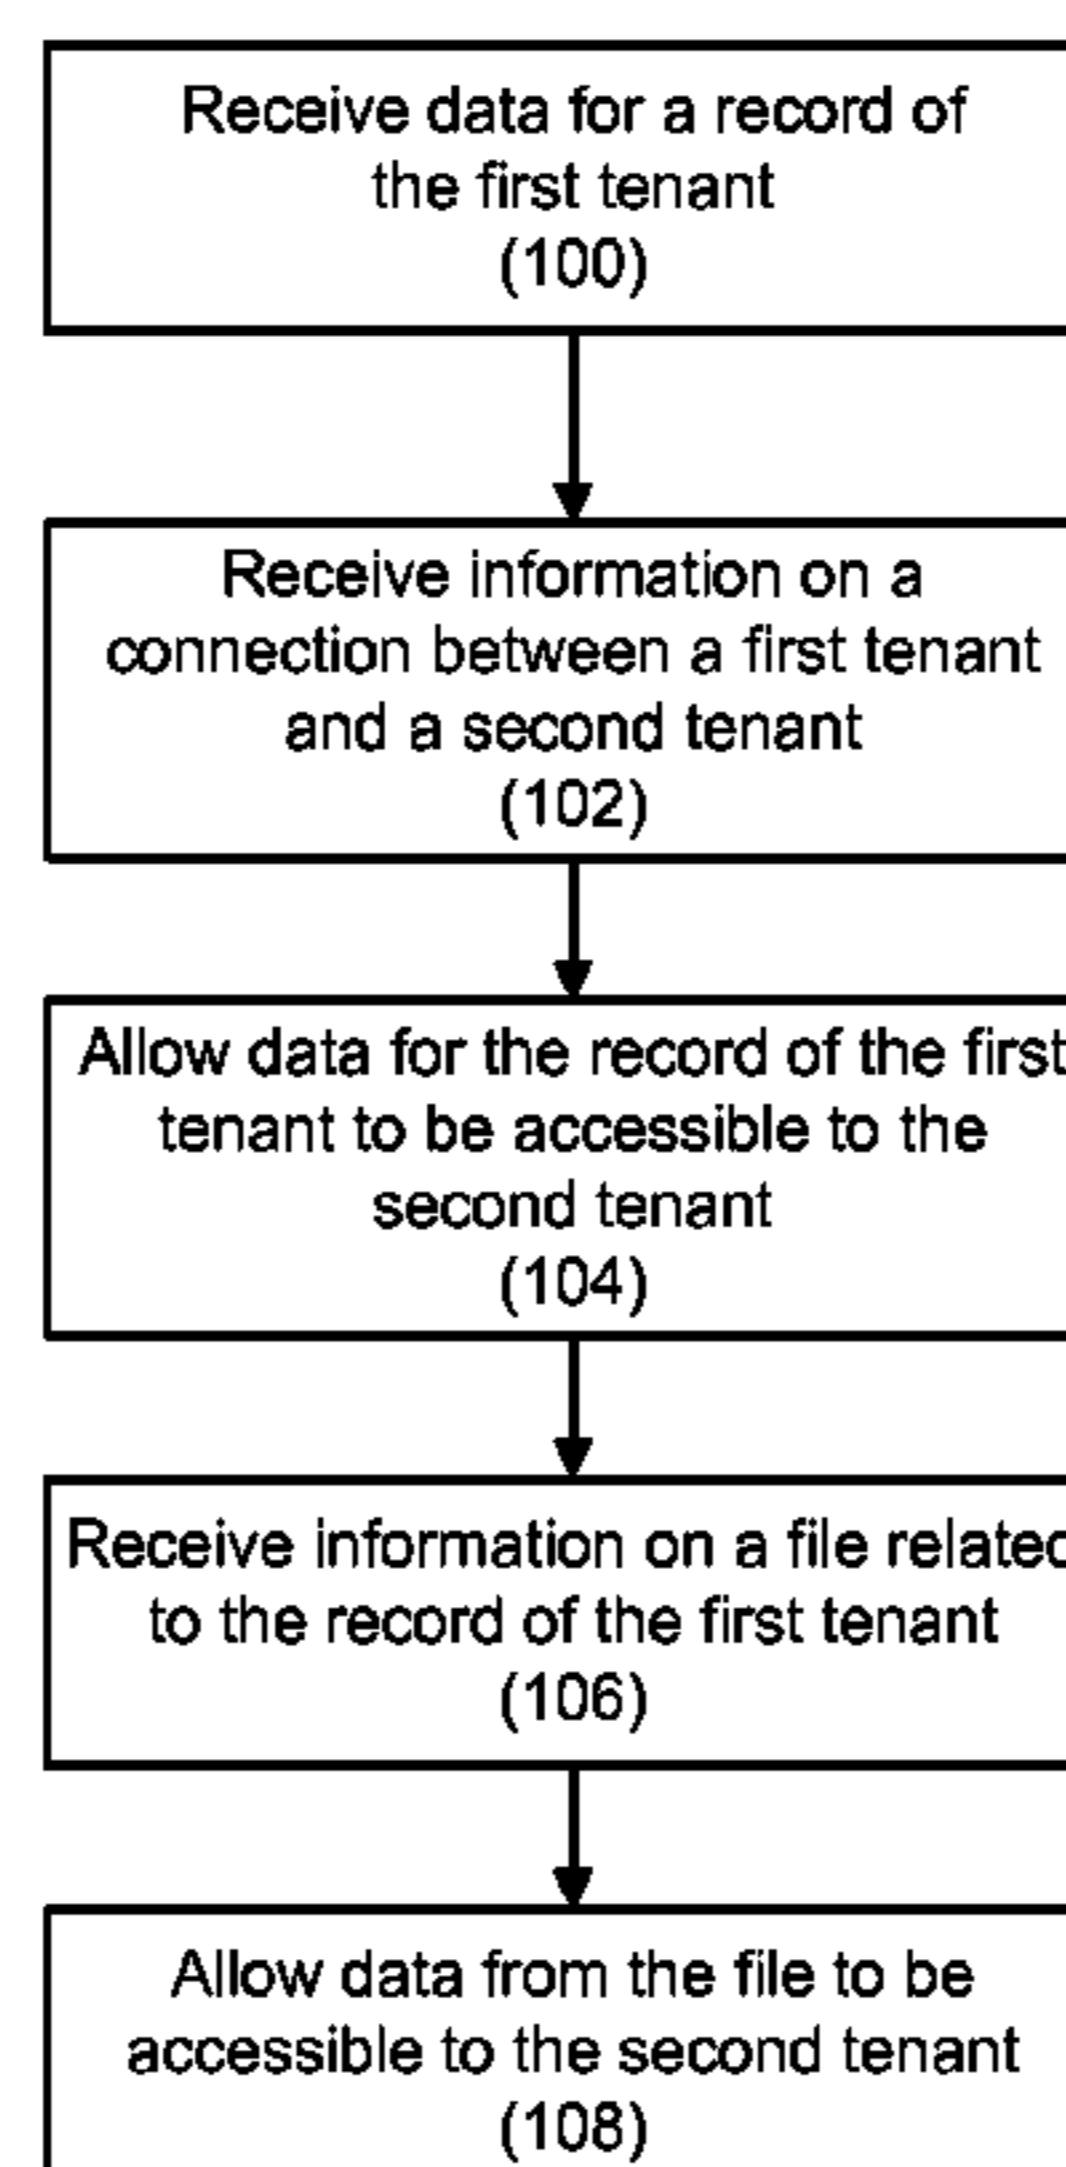 Receive data for a record of
the first tenant
(100)
Receive information on a
connection between a first tenant
and a second tenant
(102)
Allow data for the record of the first
tenant to be accessible to the
second tenant
(104)
Receive information on a file related
to the record of the first tenant
(106)
Allow data from the file to be
accessible to the second tenant
(108)